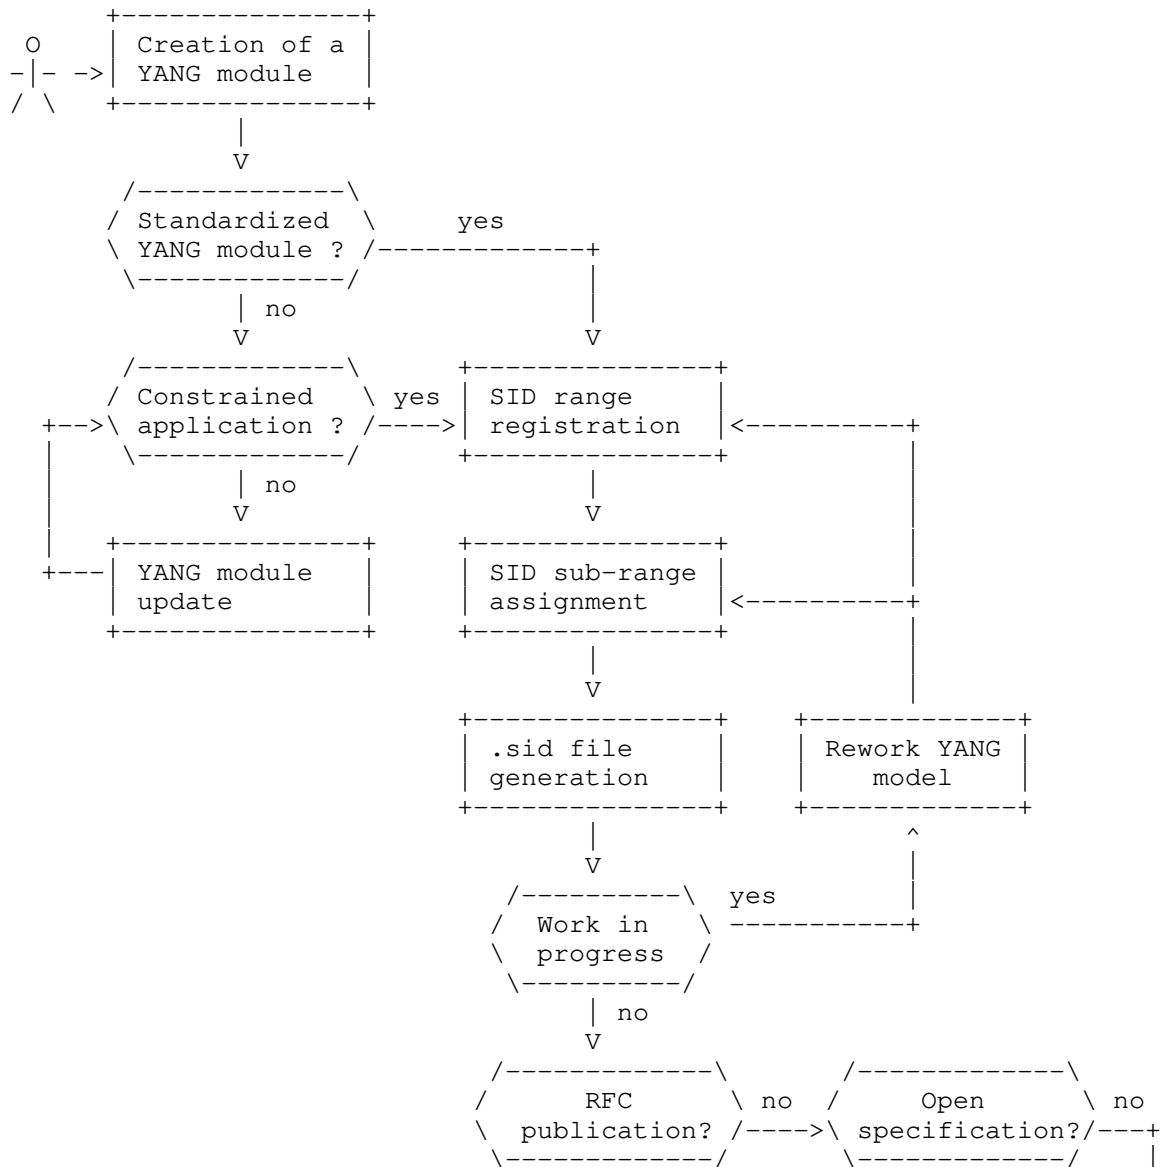 Creation of a
YANG module
Standardized yes
YANG module ?
no
Constrained yes SID range
application ? registration
no
YANG module SID sub-range
update assignment
.sid file Rework YANG
generation model
yes
Work in
progress
no
RFC no Open no
publication? specification?